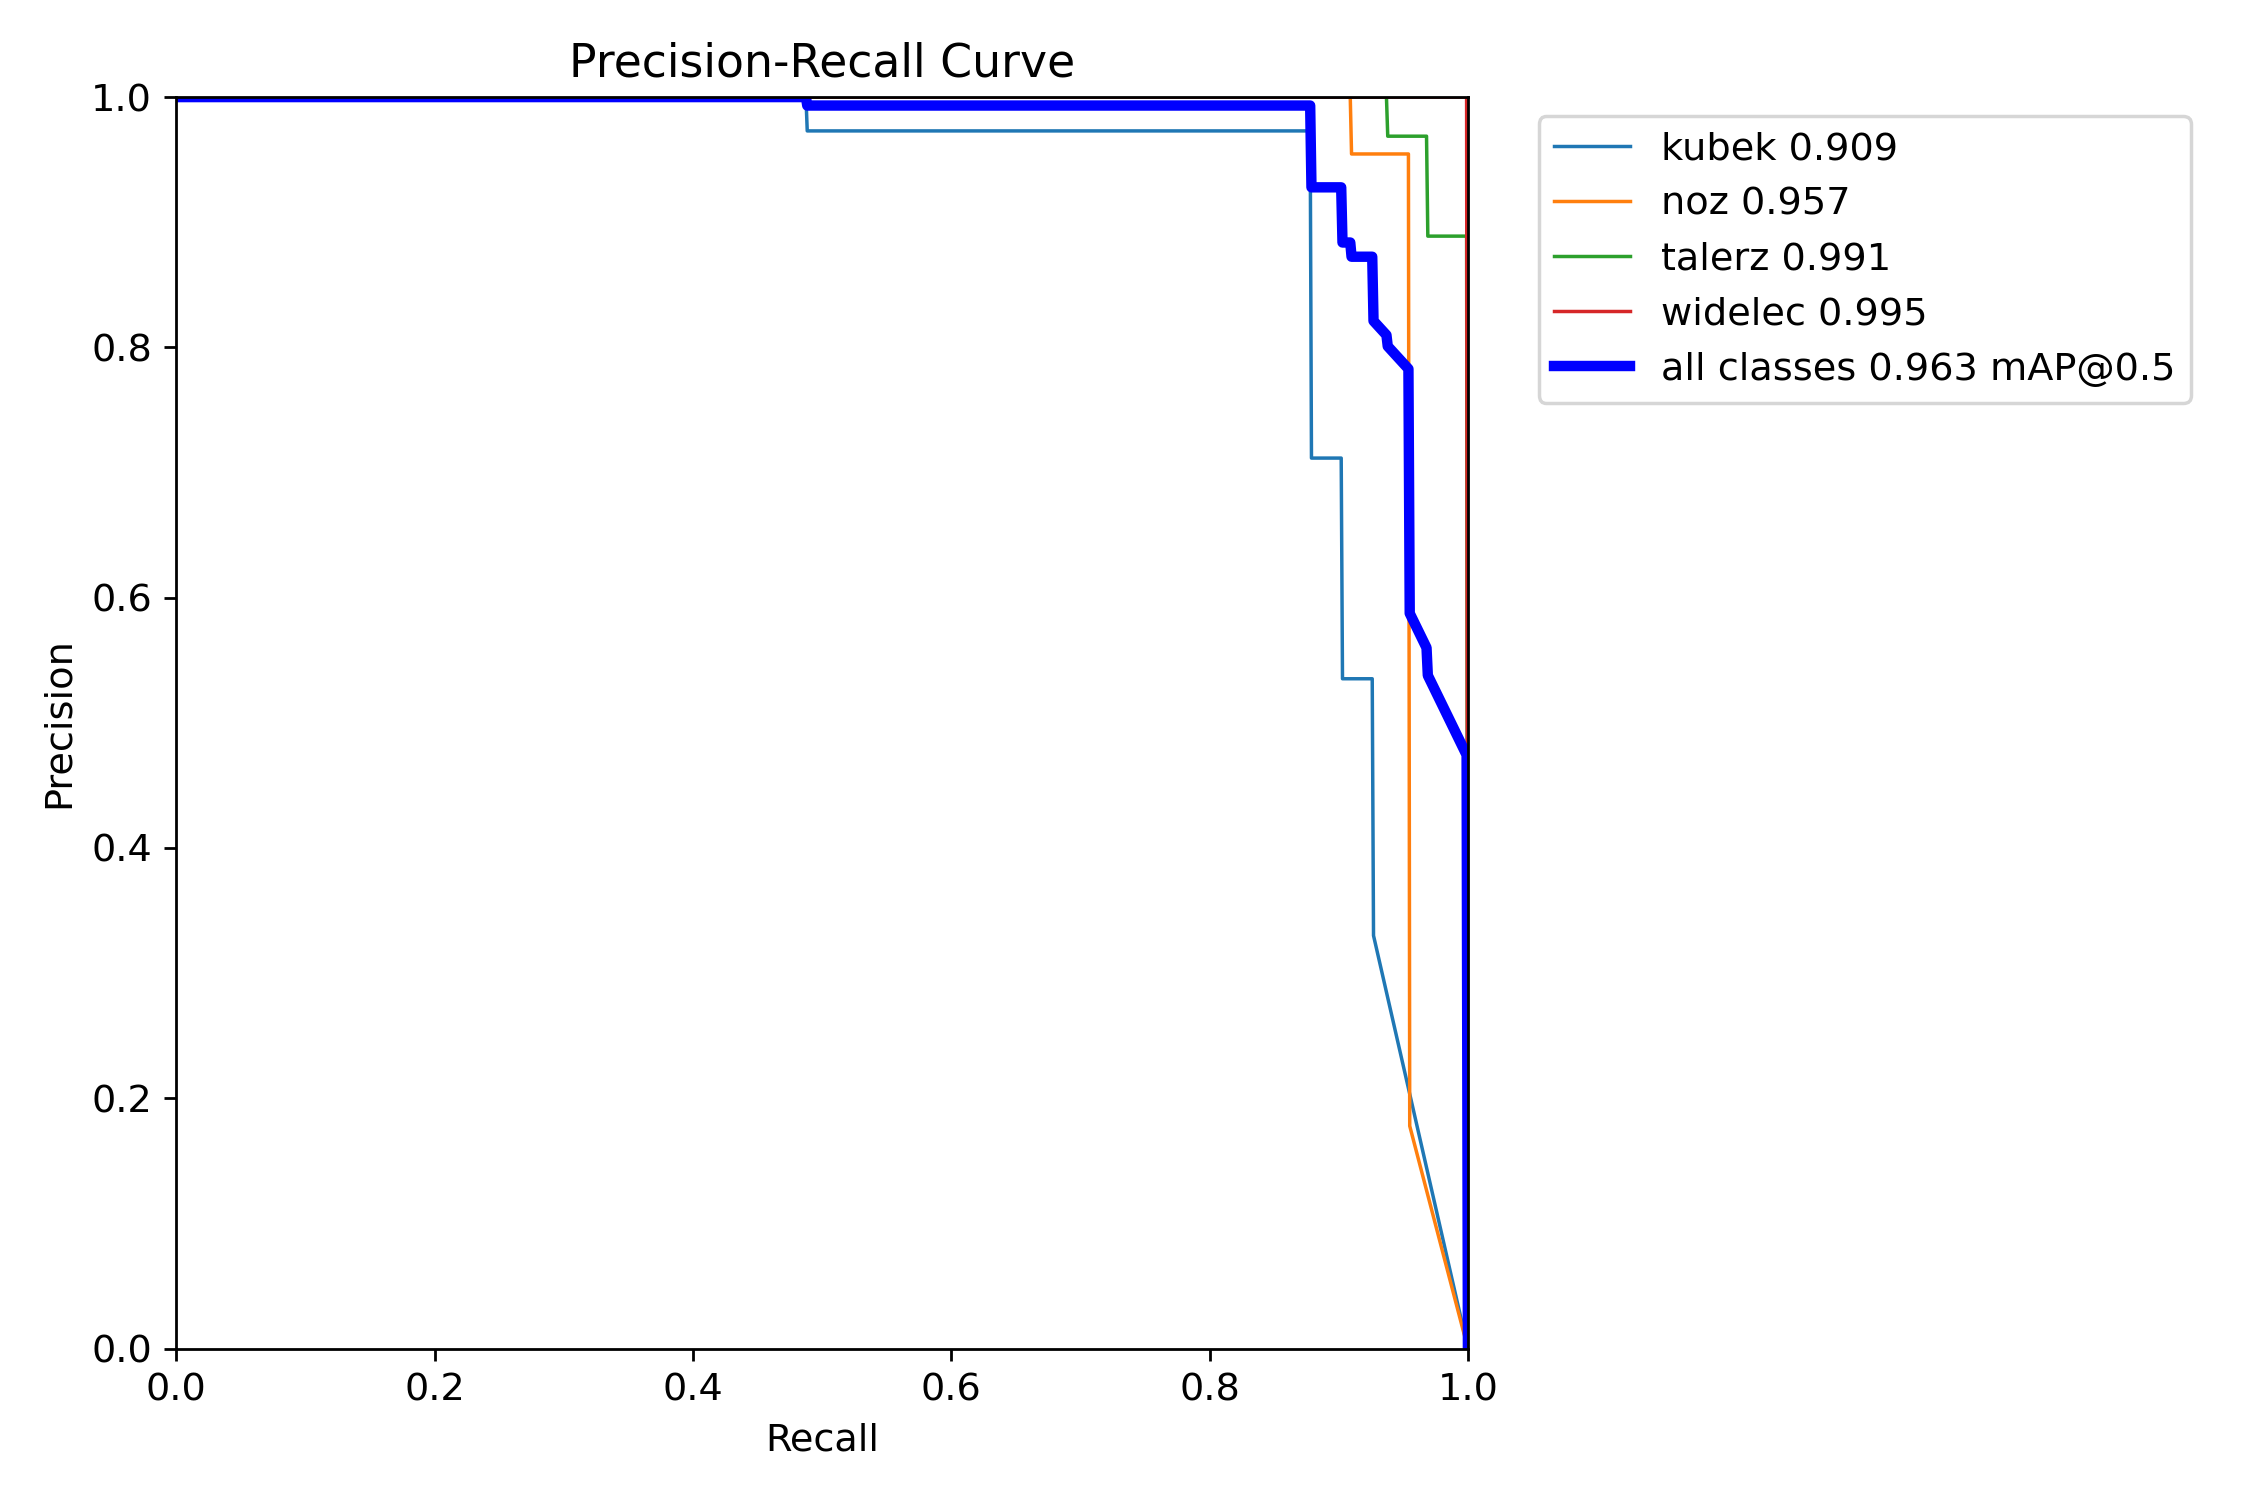 Precision-Recall Curve
1.0
0.8
0.6
0.4
0.2
0.0
Precision
0.0 0.2 0.4 0.6 0.8 1.0
Recall
kubek 0.909
noz 0.957
talerz 0.991
widelec 0.995
all classes 0.963 mAP@0.5